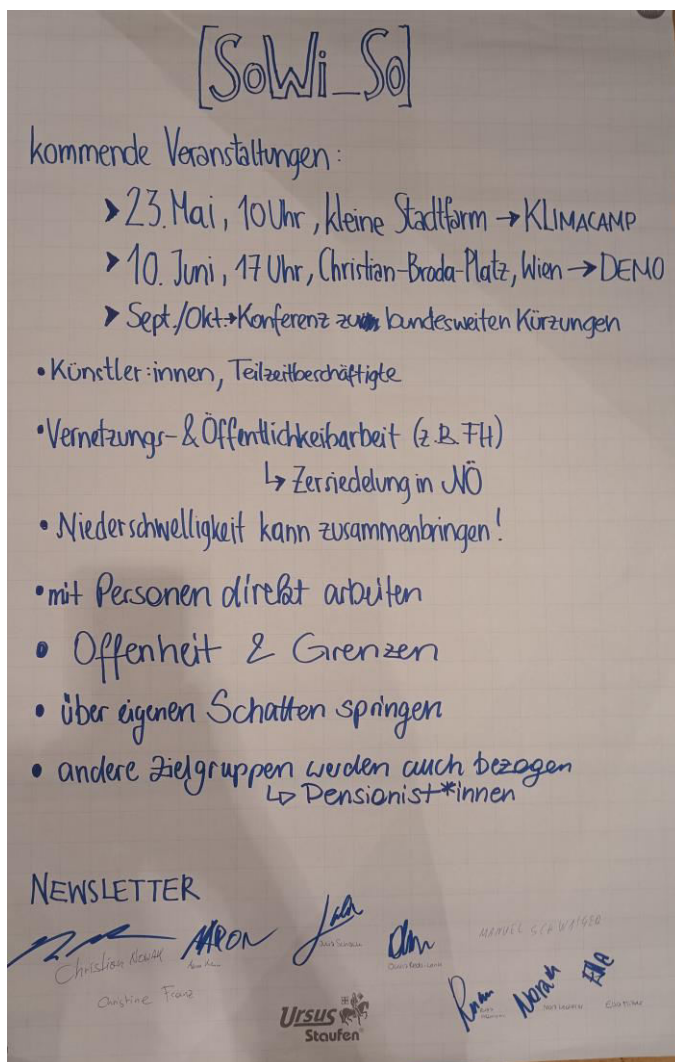 [SoWi_So]
kommende Veranstaltungen:
➤ 23. Mai, 10 Uhr, kleine Stadtfarm → KLIMACAMP
➤ 10. Juni, 17 Uhr, Christian-Broda-Platz, Wien → DEMO
➤ Sept./Okt. → Konferenz zu bundesweiten Kürzungen
• Künstler:innen, Teilzeitbeschäftigte
• Vernetzungs- & Öffentlichkeibarbeit (z.B. FH)
↳ Zersiedelung in NÖ
• Niederschwelligkeit kann zusammenbringen!
• mit Personen direkt arbeiten
• Offenheit & Grenzen
• über eigenen Schatten springen
• andere Zielgruppen werden auch bezogen
↳ Pensionist*innen
NEWSLETTER
AARON
MANUEL
Christian Nowak
Christine Franz
Norah
Ursus
Staufen